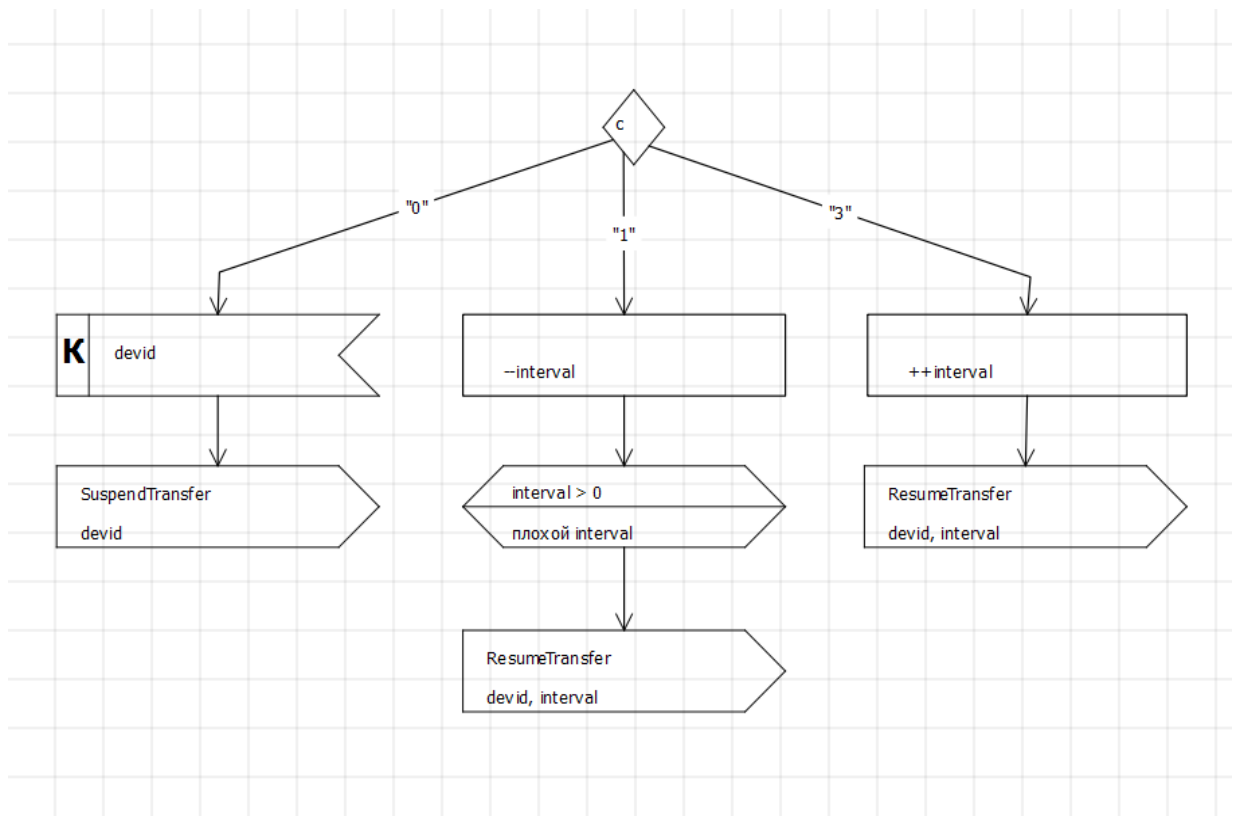 c
"0"
"1"
"3"
К
devid
--interval
++interval
SuspendTransfer
devid
interval > 0
плохой interval
ResumeTransfer
devid, interval
ResumeTransfer
devid, interval